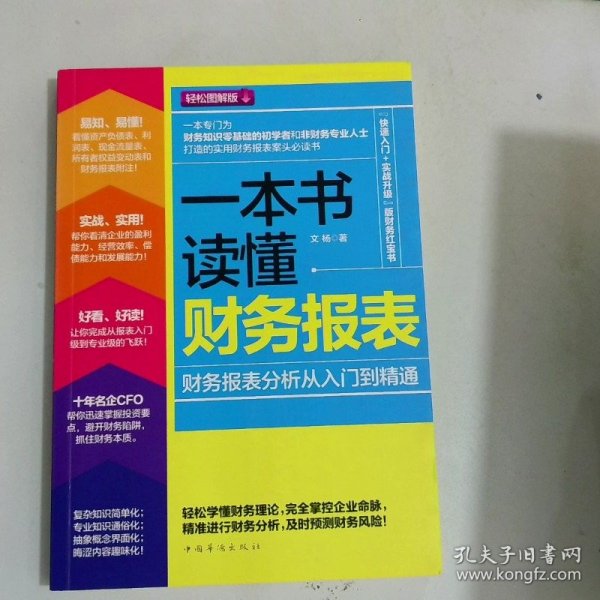 轻松图解版
一本专门为
财务知识零基础的初学者和非财务专业人士
打造的实用财务报表案头必读书
“快速入门+实战升级”版财务红宝书
一本书
读懂
文杨◎著
财务报表
财务报表分析从入门到精通
易知、易懂!
看懂资产负债表、利
润表、现金流量表、
所有者权益变动表和
财务报表附注!
实战、实用!
帮你看清企业的盈利
能力、经营效率、偿
债能力和发展能力!
好看、好读!
让你完成从报表入门
级到专业级的飞跃!
十年名企CFO
帮你迅速掌握投资要
点,避开财务陷阱,
抓住财务本质。
复杂知识简单化;
专业知识通俗化;
抽象概念界面化;
晦涩内容趣味化!
轻松学懂财务理论,完全掌控企业命脉,
精准进行财务分析,及时预测财务风险!
中国华侨出版社
孔夫子旧书网
www.kongfz.com